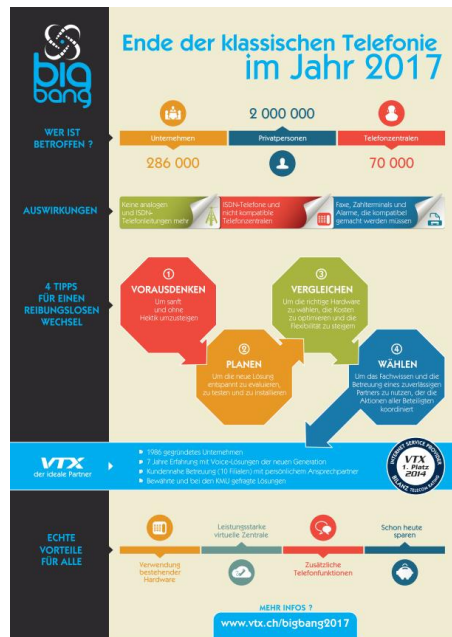 big
bang
Ende der klassischen Telefonie
im Jahr 2017
WER IST
BETROFFEN ?
2 000 000
Unternehmen
Privatpersonen
Telefonzentralen
286 000
70 000
AUSWIRKUNGEN
Keine analogen
und ISDN-
Telefonleitungen mehr
ISDN-Telefone und
nicht kompatible
Telefonzentralen
Faxe, Zahlterminals und
Alarme, die kompatibel
gemacht werden müssen
4 TIPPS
FÜR EINEN
REIBUNGSLOSEN
WECHSEL
1
VORAUSDENKEN
Um sanft
und ohne
Hektik umzusteigen
2
PLANEN
Um die neue Lösung
entspannt zu evaluieren,
zu testen und zu installieren
3
VERGLEICHEN
Um die richtige Hardware
zu wählen, die Kosten
zu optimieren und die
Flexibilität zu steigern
4
WÄHLEN
Um das Fachwissen und die
Betreuung eines zuverlässigen
Partners zu nutzen, der die
Aktionen aller Beteiligten
koordiniert
VTX
der ideale Partner
1986 gegründetes Unternehmen
7 Jahre Erfahrung mit Voice-Lösungen der neuen Generation
Kundennahe Betreuung (10 Filialen) mit persönlichem Ansprechpartner
Bewährte und bei den KMU gefragte Lösungen
INTERNET SERVICE PROVIDER
VTX
1. Platz
2014
BILANZ TELECOM RATING
ECHTE
VORTEILE
FÜR ALLE
Leistungsstarke
virtuelle Zentrale
Schon heute
sparen
Verwendung
bestehender
Hardware
Zusätzliche
Telefonfunktionen
MEHR INFOS ?
www.vtx.ch/bigbang2017